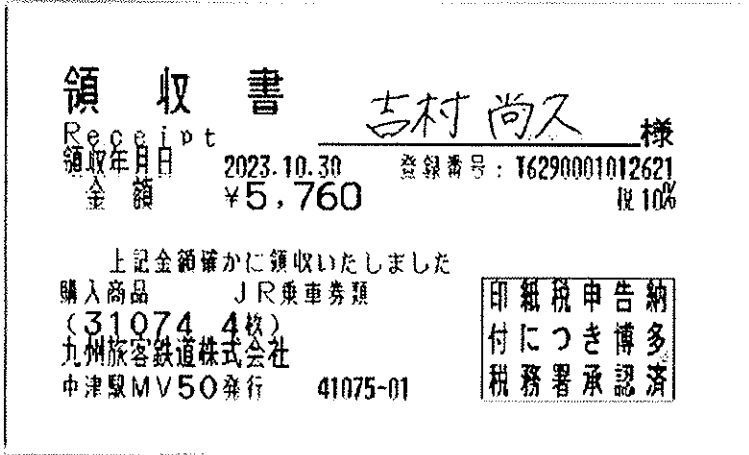 領収書
吉村 尚久 様
Receipt
領収年月日 2023.10.30 登録番号：T6290001012621
金額 ¥5,760 税10%
上記金額確かに領収いたしました
購入商品 JR乗車券類
(31074 4枚)
九州旅客鉄道株式会社
中津駅MV50発行 41075-01
印紙税申告納
付につき博多
税務署承認済